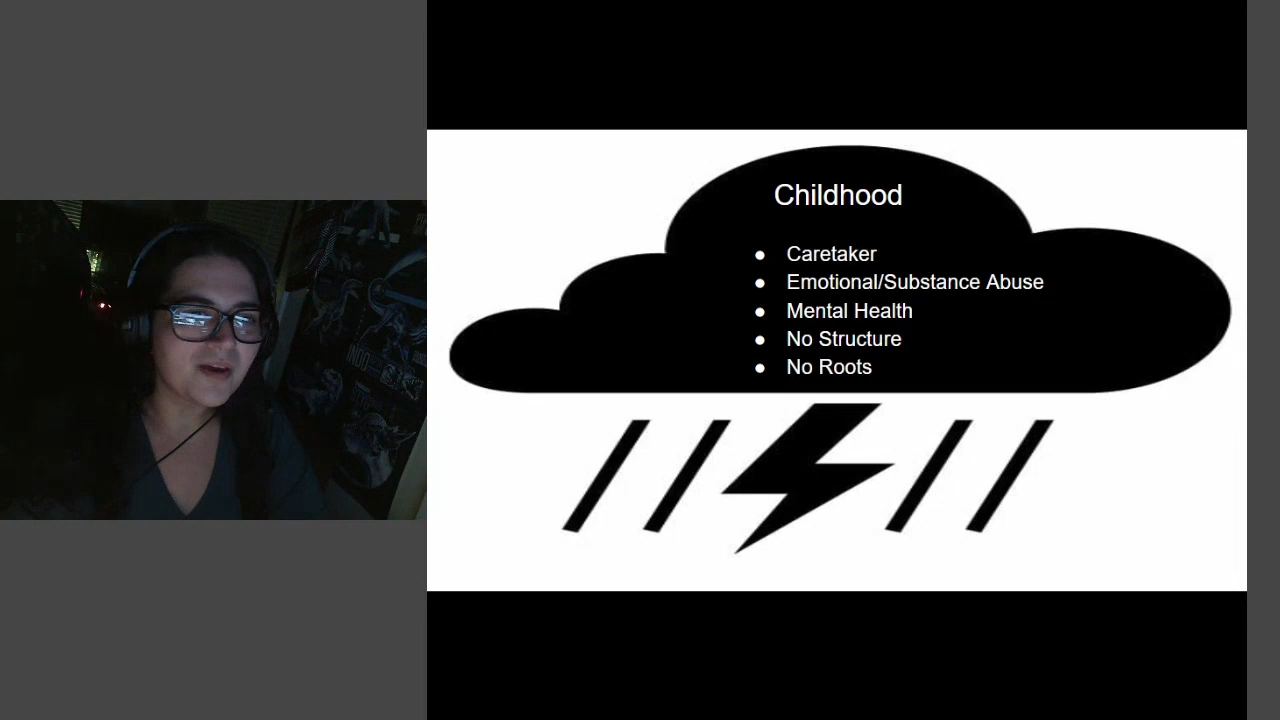 Childhood
● Caretaker
● Emotional/Substance Abuse
● Mental Health
● No Structure
● No Roots